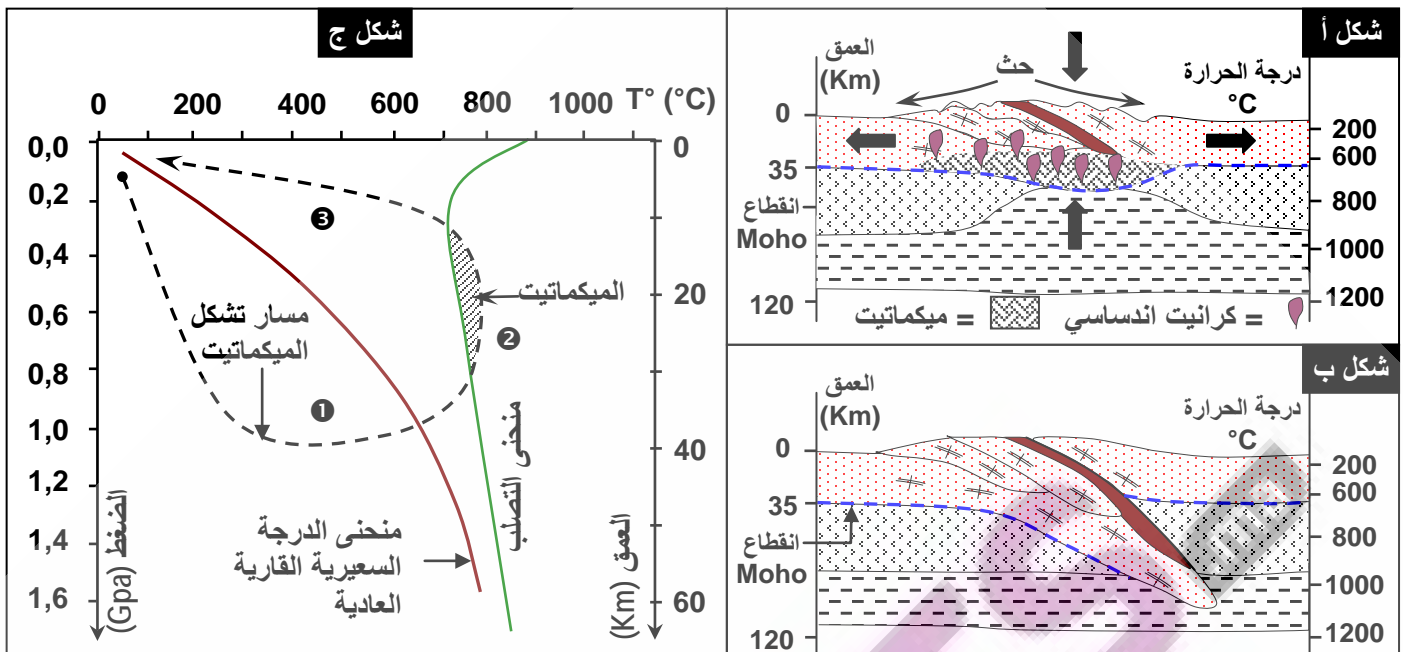 شكل أ
العمق
(Km)
حث
درجة الحرارة
°C
0
35
انقطاع
Moho
120
200
600
800
1000
1200
= كرانيت اندساسي
= ميكماتيت
شكل ب
العمق
(Km)
درجة الحرارة
°C
0
35
انقطاع
Moho
120
200
600
800
1000
1200
شكل ج
0 200 400 600 800 1000 T° (°C)
0,0
0,2
0,4
0,6
0,8
1,0
1,2
1,4
1,6
الضغط (Gpa)
0
20
40
60
العمق (Km)
❸
الميكماتيت
❷
مسار تشكل
الميكماتيت
❶
منحنى التصلب
منحنى الدرجة
السعيرية القارية
العادية